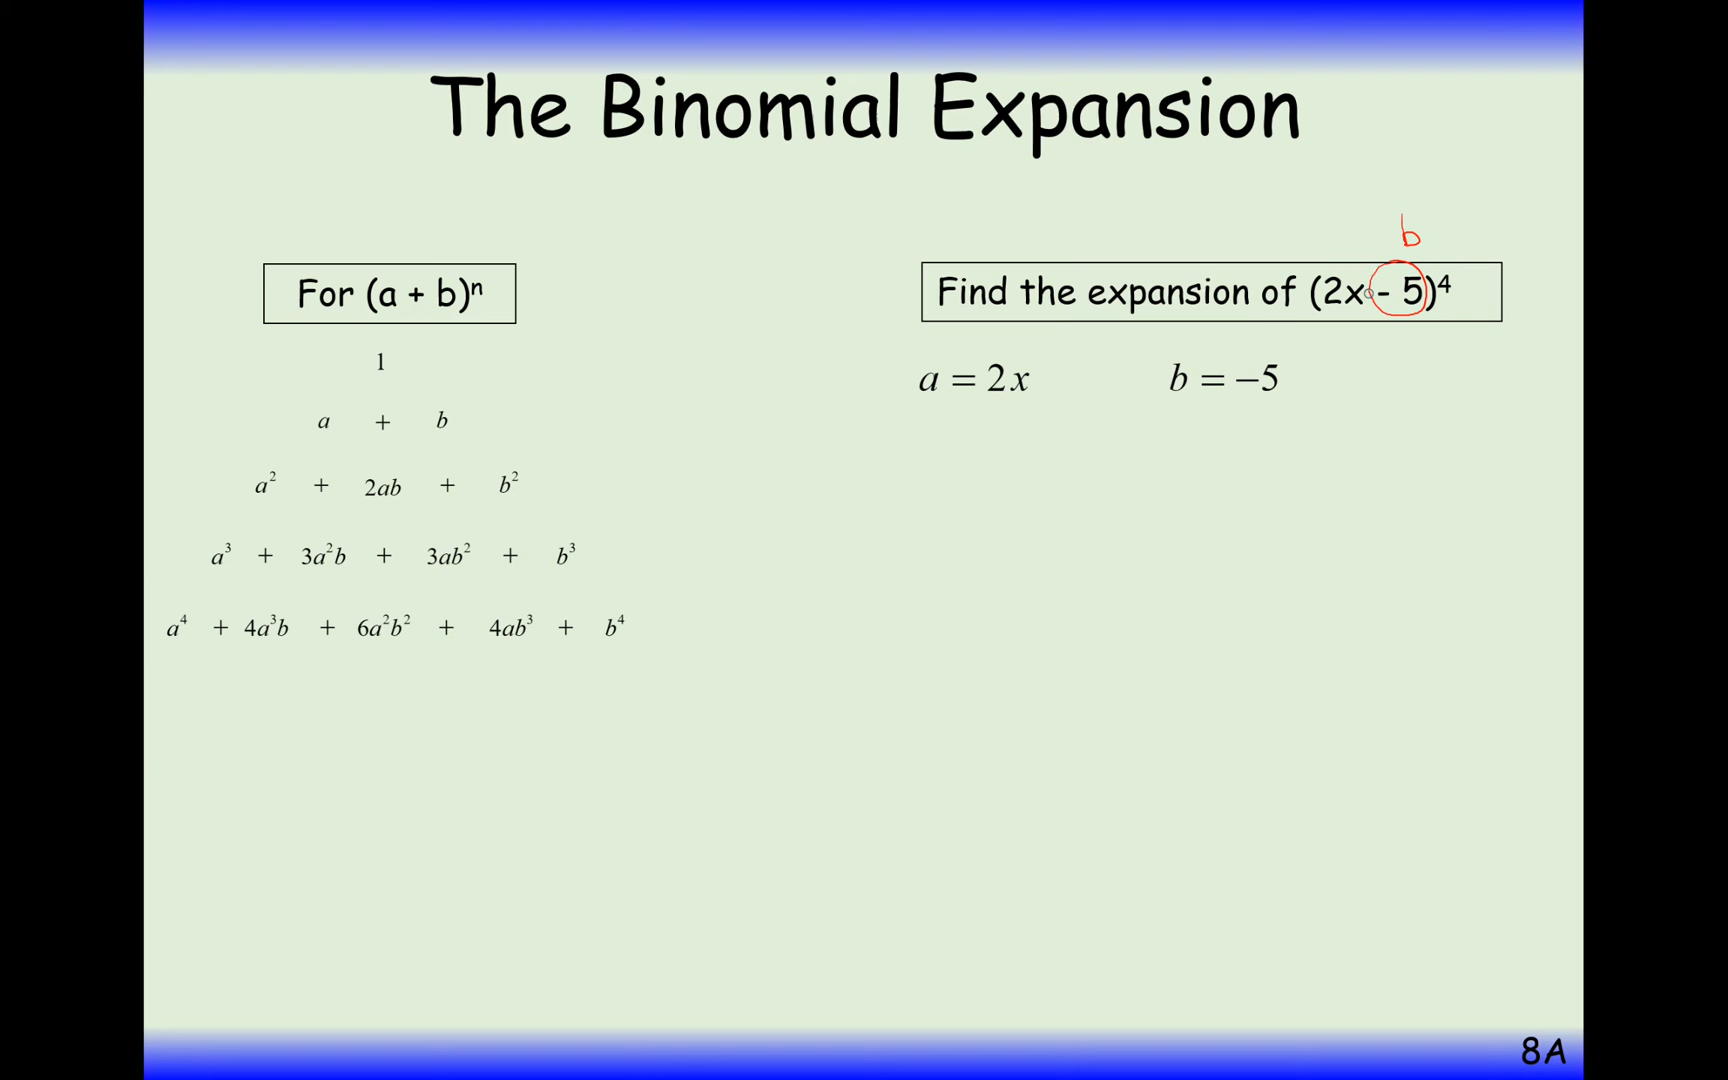 The Binomial Expansion
For (a + b)ⁿ
1
a + b
a² + 2ab + b²
a³ + 3a²b + 3ab² + b³
a⁴ + 4a³b + 6a²b² + 4ab³ + b⁴
b
Find the expansion of (2x - 5)⁴
a = 2x b = −5
8A